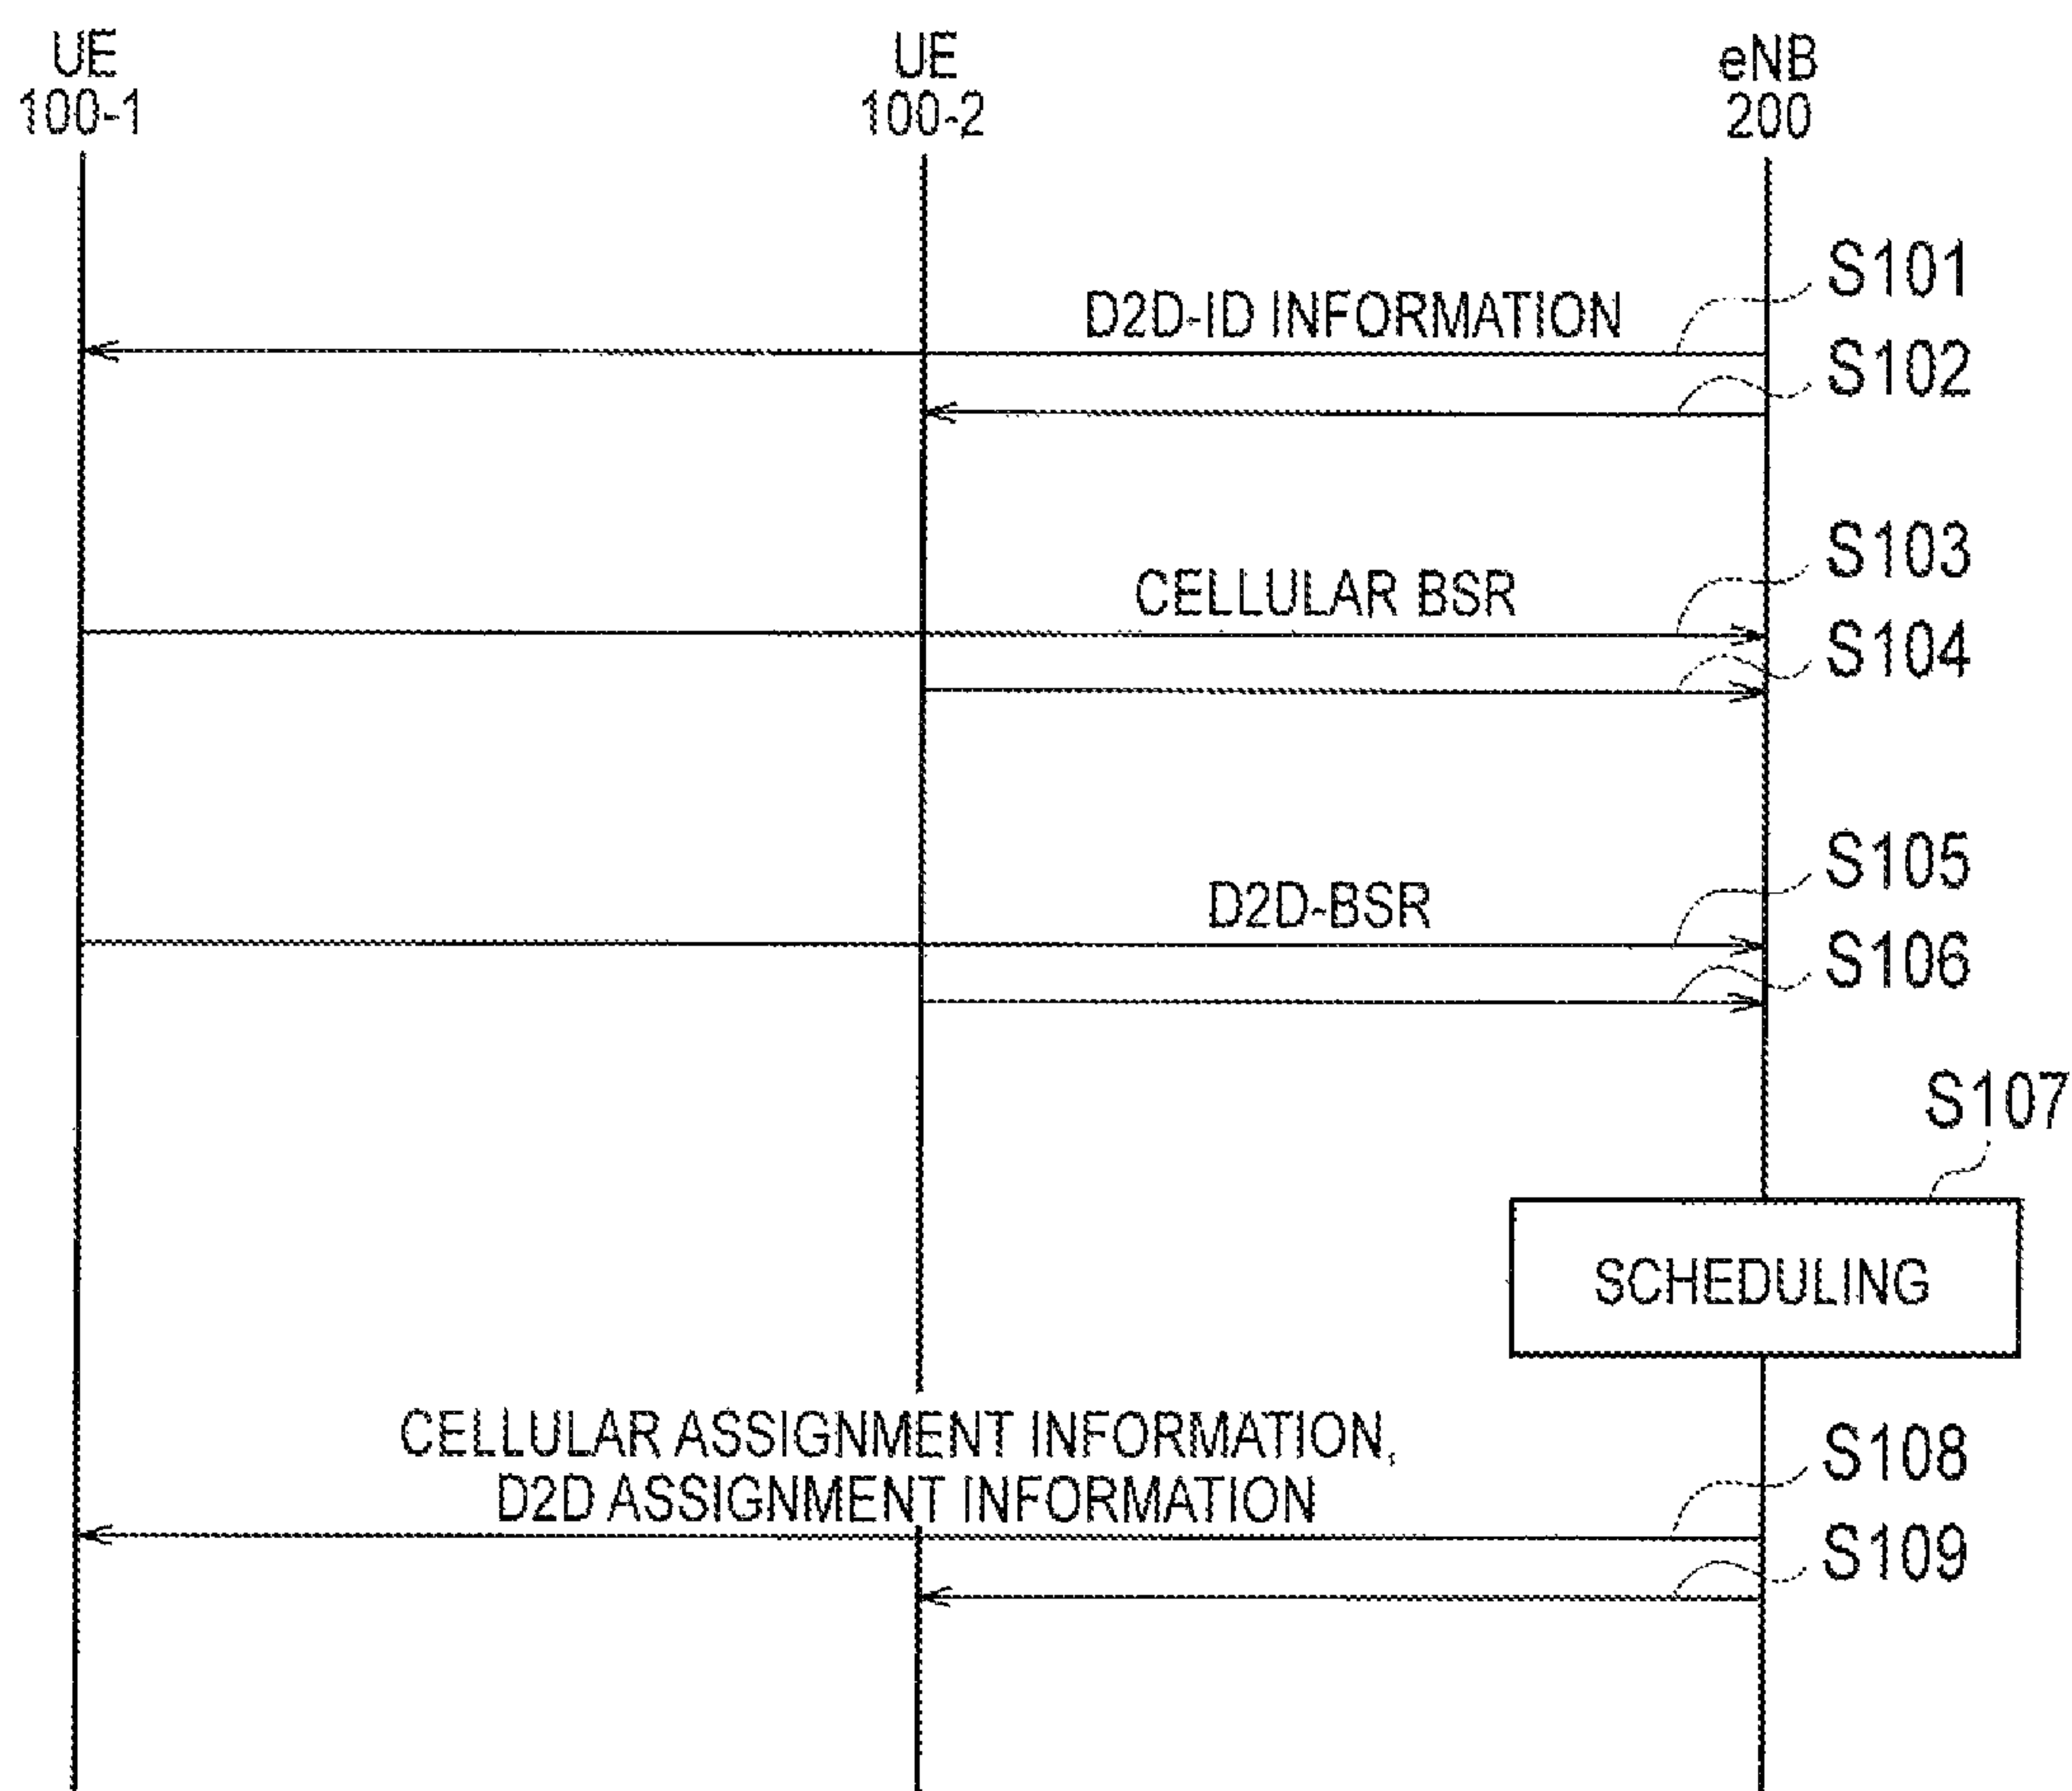 UE
100-1
UE
100-2
eNB
200
S101
D2D-ID INFORMATION
S102
S103
CELLULAR BSR
S104
S105
D2D-BSR
S106
S107
SCHEDULING
CELLULAR ASSIGNMENT INFORMATION,
D2D ASSIGNMENT INFORMATION
S108
S109